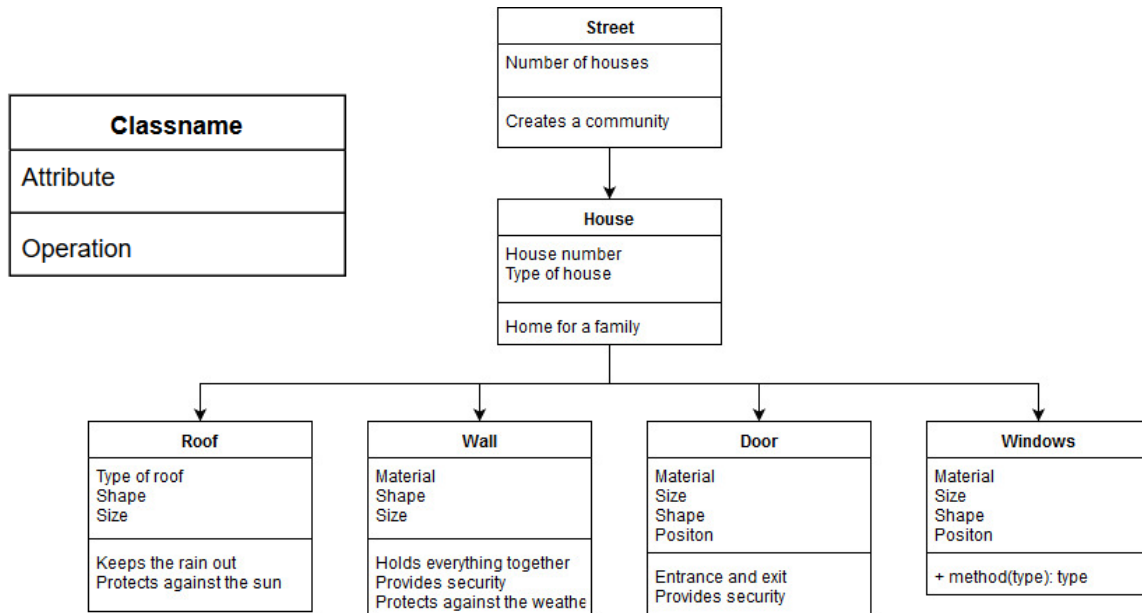 Street
Number of houses
Creates a community
Classname
Attribute
Operation
House
House number
Type of house
Home for a family
Roof
Type of roof
Shape
Size
Keeps the rain out
Protects against the sun
Wall
Material
Shape
Size
Holds everything together
Provides security
Protects against the weathe
Door
Material
Size
Shape
Positon
Entrance and exit
Provides security
Windows
Material
Size
Shape
Positon
+ method(type): type